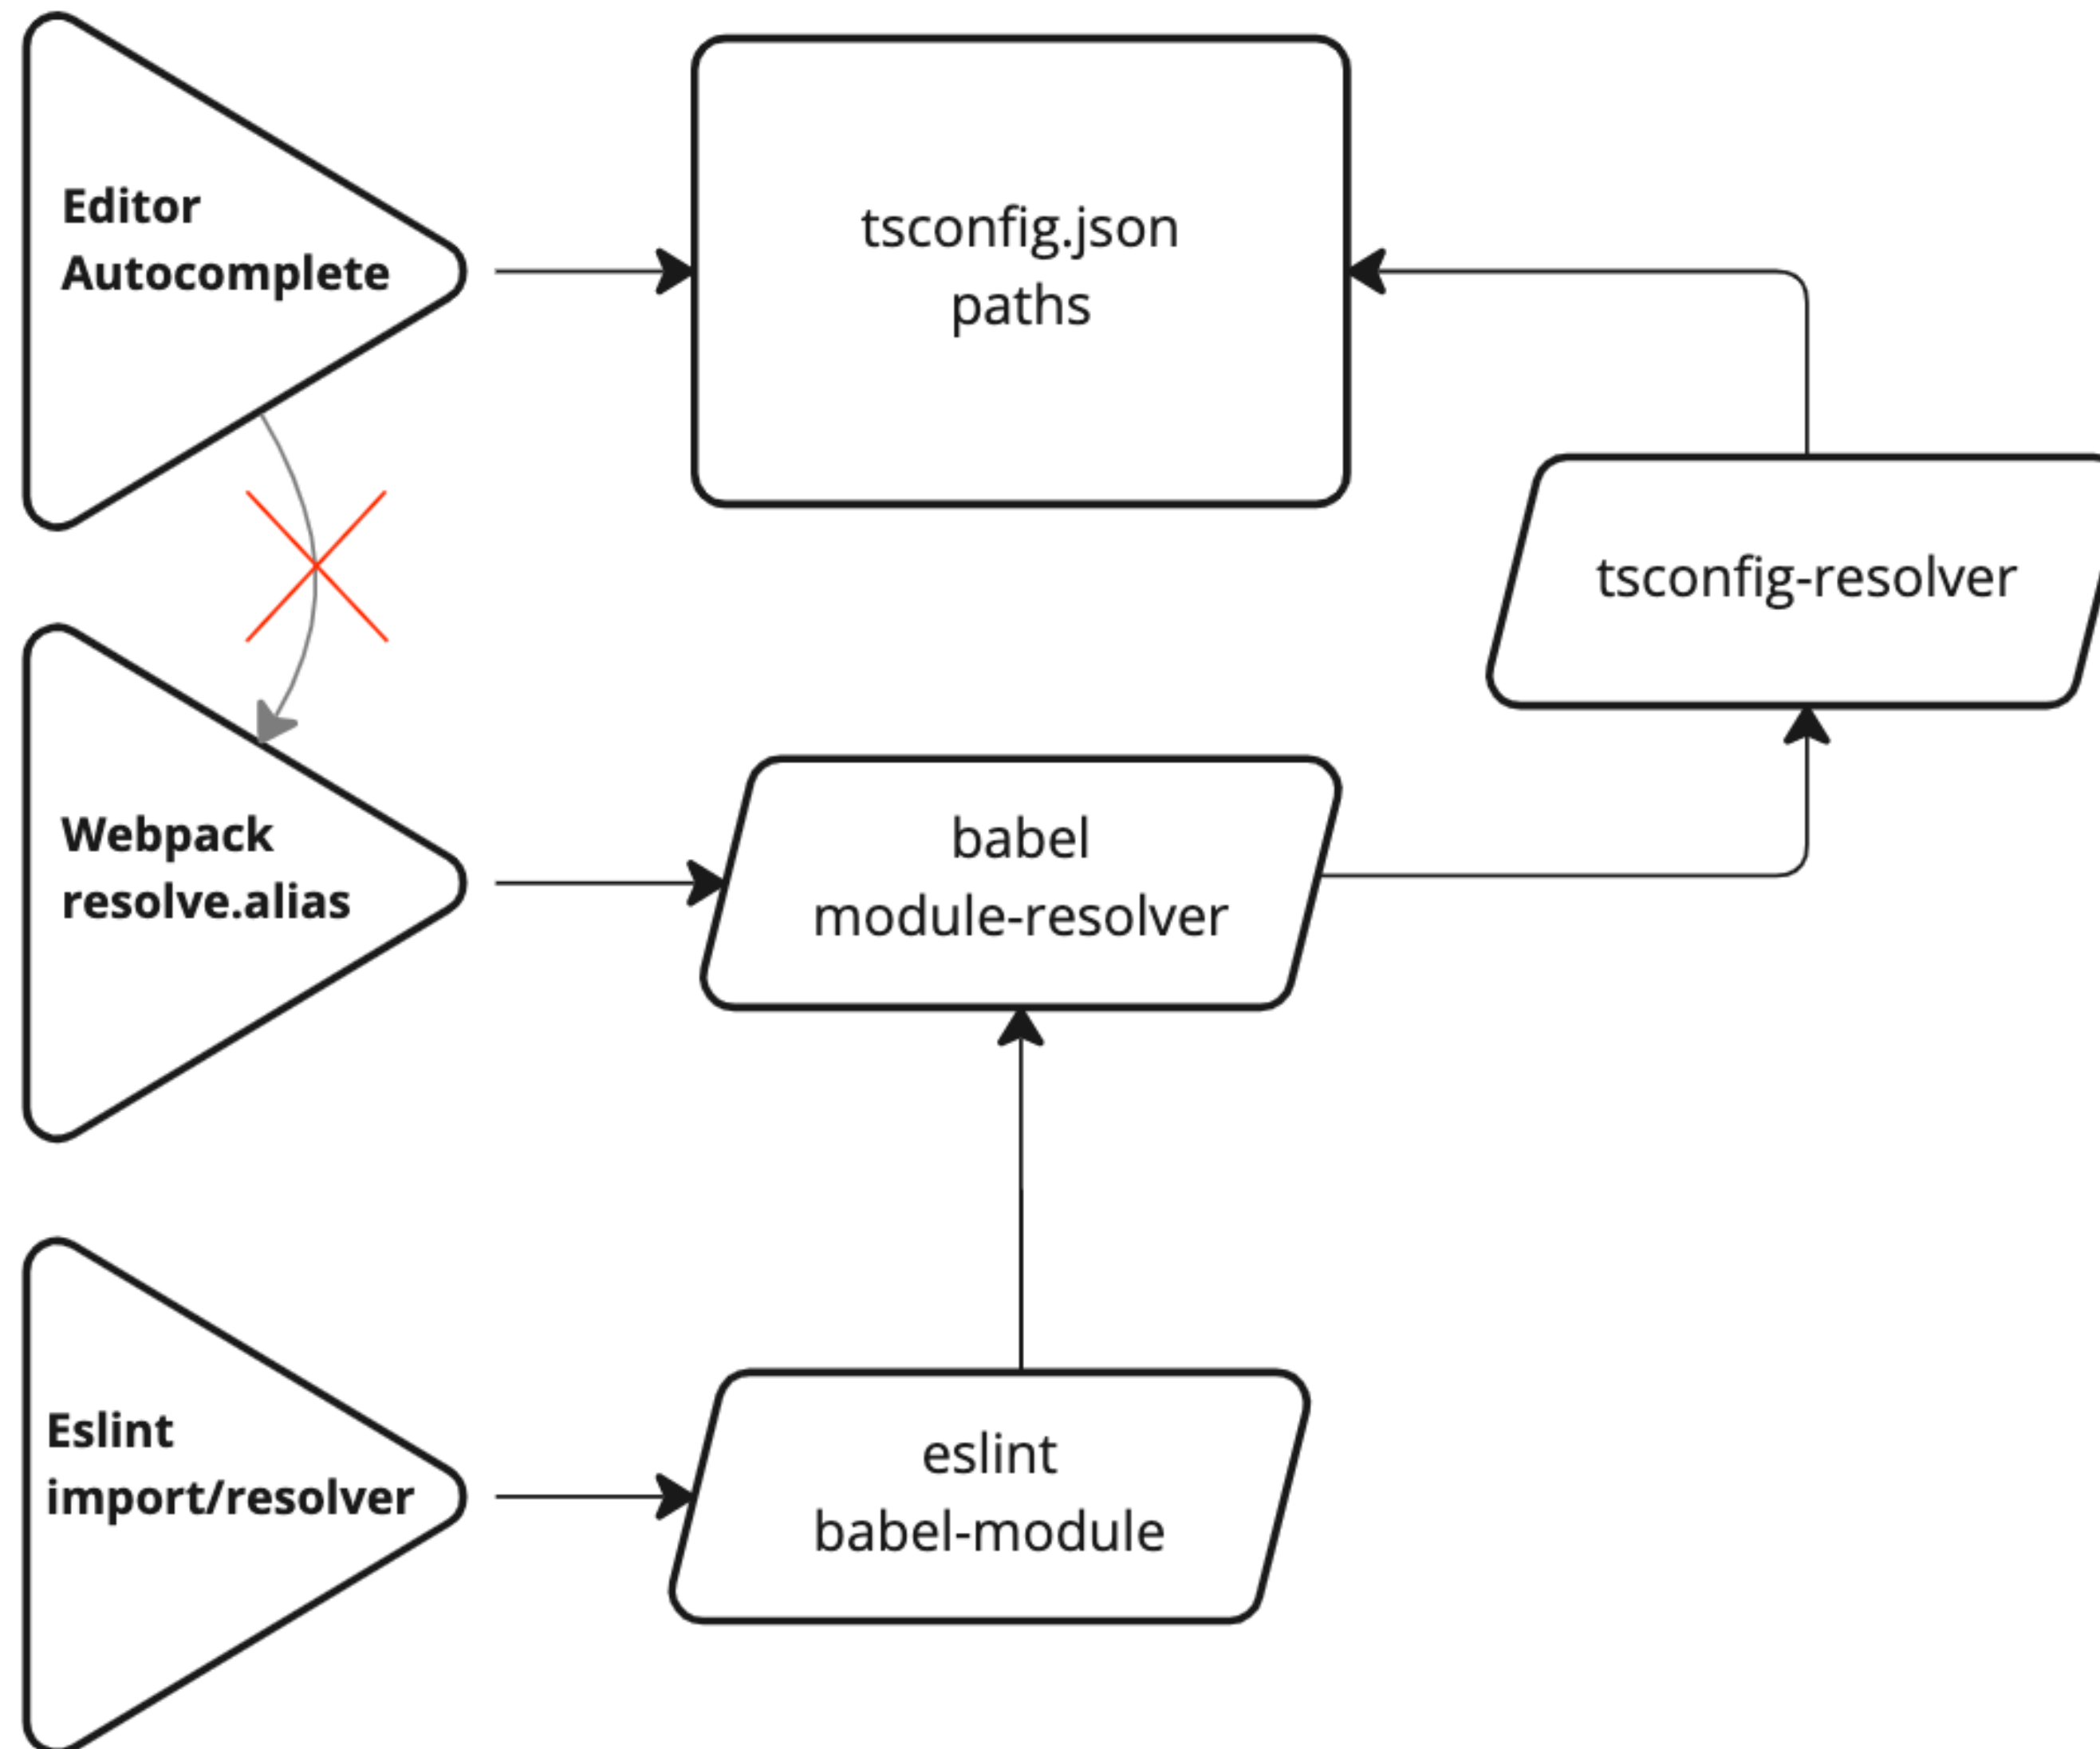 Editor
Autocomplete
tsconfig.json
paths
tsconfig-resolver
Webpack
resolve.alias
babel
module-resolver
Eslint
import/resolver
eslint
babel-module